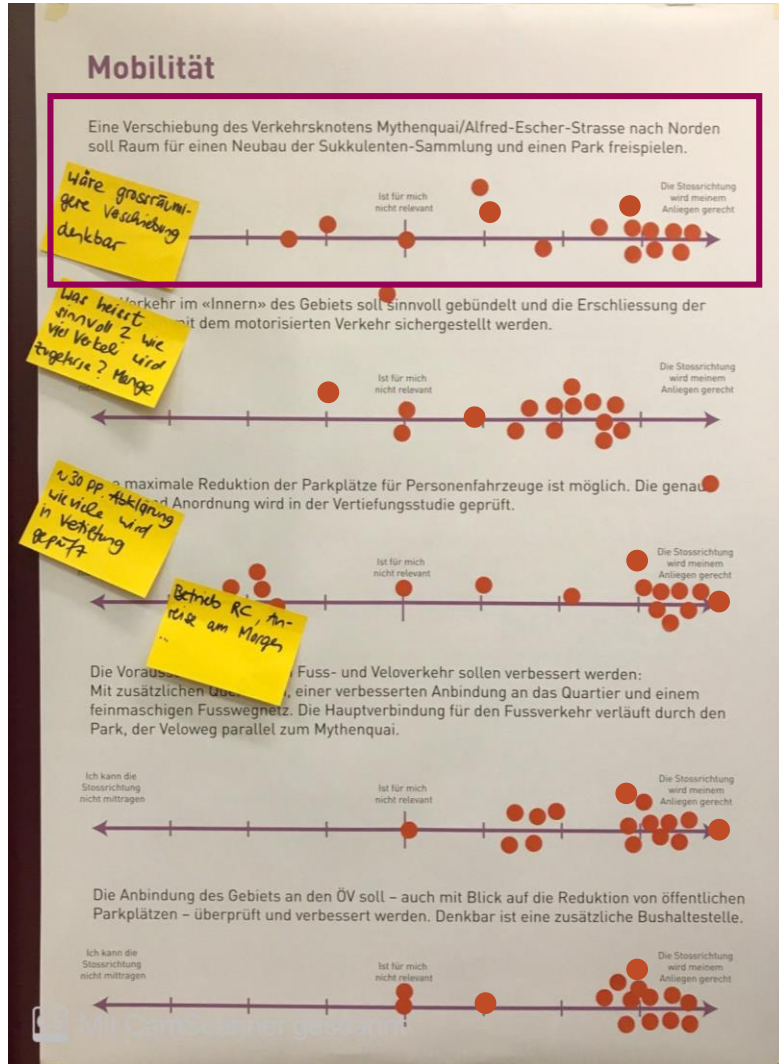 Mobilität
Eine Verschiebung des Verkehrsknotens Mythenquai/Alfred-Escher-Strasse nach Norden
soll Raum für einen Neubau der Sukkulenten-Sammlung und einen Park freispielen.
wäre grossräumi-
gere Veschiebung
denkbar
Ist für mich
nicht relevant
Die Stossrichtung
wird meinem
Anliegen gerecht
Verkehr im «Innern» des Gebiets soll sinnvoll gebündelt und die Erschliessung der
mit dem motorisierten Verkehr sichergestellt werden.
Was heisst
sinnvoll? wie
viel Verkehr wird
Menge
Ist für mich
nicht relevant
Die Stossrichtung
wird meinem
Anliegen gerecht
maximale Reduktion der Parkplätze für Personenfahrzeuge ist möglich. Die genau
Anordnung wird in der Vertiefungsstudie geprüft.
~30 PP. Abklärung
wieviele wird
in Vertiefung
geprüft
Ist für mich
nicht relevant
Die Stossrichtung
wird meinem
Anliegen gerecht
Betrieb RC, An-
reise am Morgen
...
Die Fuss- und Veloverkehr sollen verbessert werden:
Mit zusätzlichen einer verbesserten Anbindung an das Quartier und einem
feinmaschigen Fusswegnetz. Die Hauptverbindung für den Fussverkehr verläuft durch den
Park, der Veloweg parallel zum Mythenquai.
Ich kann die
Stossrichtung
nicht mittragen
Ist für mich
nicht relevant
Die Stossrichtung
wird meinem
Anliegen gerecht
Die Anbindung des Gebiets an den ÖV soll – auch mit Blick auf die Reduktion von öffentlichen
Parkplätzen – überprüft und verbessert werden. Denkbar ist eine zusätzliche Bushaltestelle.
Ich kann die
Stossrichtung
nicht mittragen
Ist für mich
nicht relevant
Die Stossrichtung
wird meinem
Anliegen gerecht
CS
Mit CamScanner gescannt